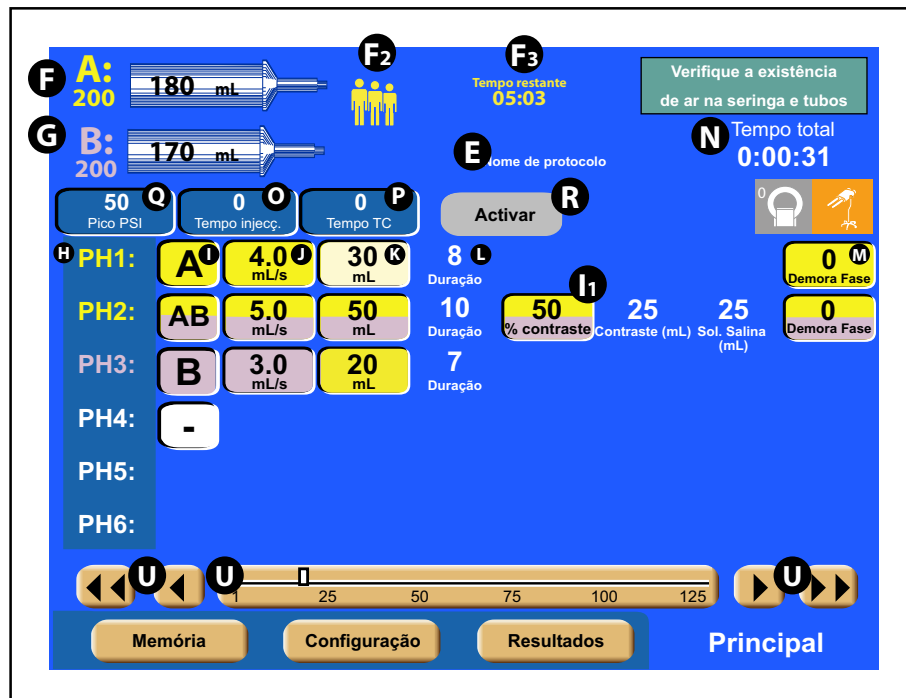 F
A:
200
180 mL
F2
F3
Tempo restante
05:03
Verifique a existência
de ar na seringa e tubos
G
B:
200
170 mL
E
Nome de protocolo
N
Tempo total
0:00:31
50
Pico PSI
Q
0
Tempo injecç.
O
0
Tempo TC
P
Activar
R
0
H
PH1:
A
I
4.0
mL/s
J
30
mL
K
8
Duração
L
I1
0
Demora Fase
M
PH2:
AB
5.0
mL/s
50
mL
10
Duração
50
% contraste
25
Contraste (mL)
25
Sol. Salina
(mL)
0
Demora Fase
PH3:
B
3.0
mL/s
20
mL
7
Duração
PH4:
-
PH5:
PH6:
U
U
1 25 50 75 100 125
U
Memória
Configuração
Resultados
Principal